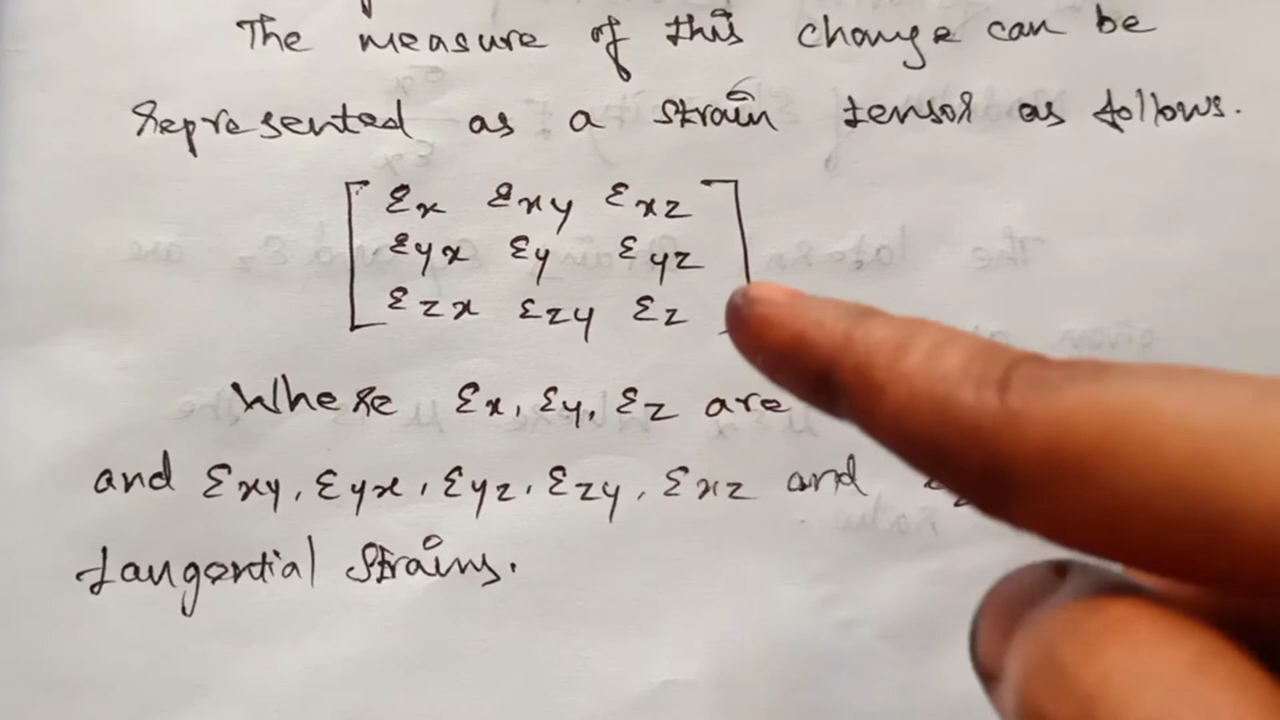 The measure of this change can be
represented as a strain tensor as follows.
εx εxy εxz
εyx εy εyz
εzx εzy εz
Where εx, εy, εz are
and εxy, εyx, εyz, εzy, εxz and
tangential strains.